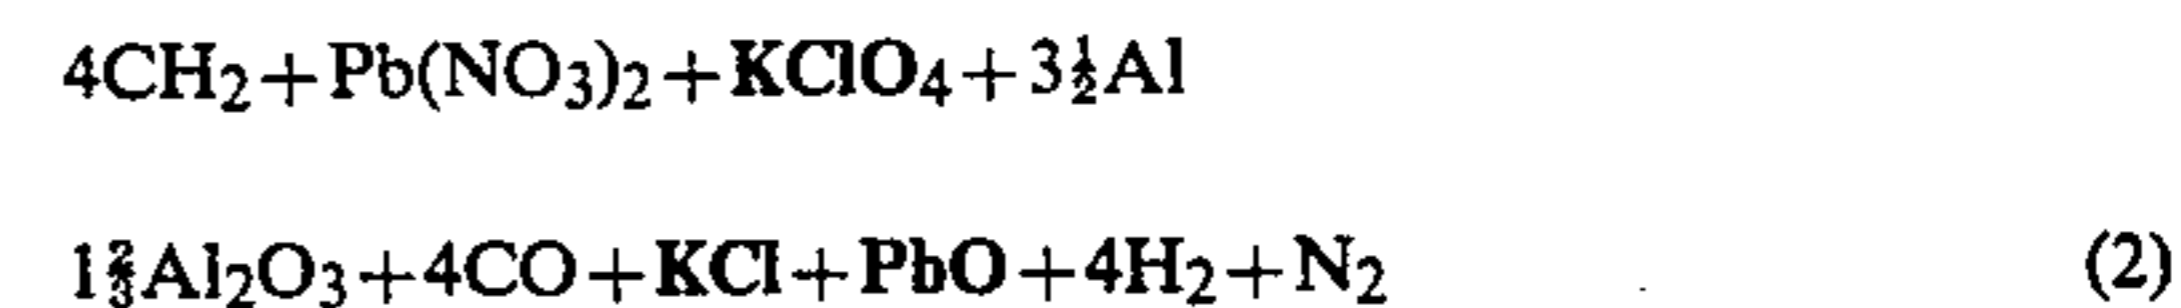 4CH₂+Pb(NO₃)₂+KClO₄+3½Al
1⅔Al₂O₃+4CO+KCl+PbO+4H₂+N₂ (2)